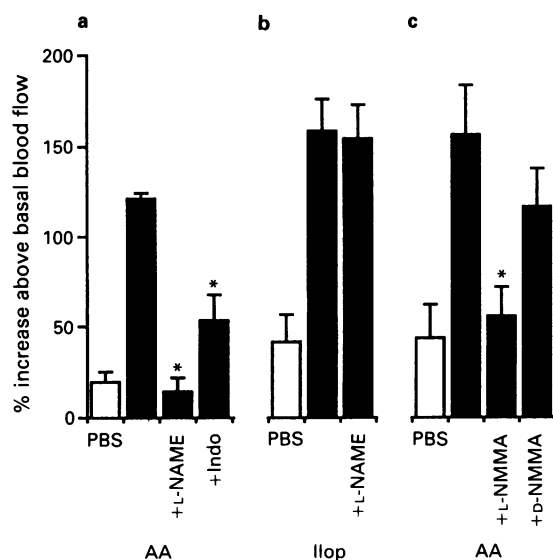 a b c
% increase above basal blood flow
200
150
100
50
0
*
*
*
PBS +L-NAME +Indo PBS +L-NAME PBS +L-NMMA +D-NMMA
AA Ilop AA